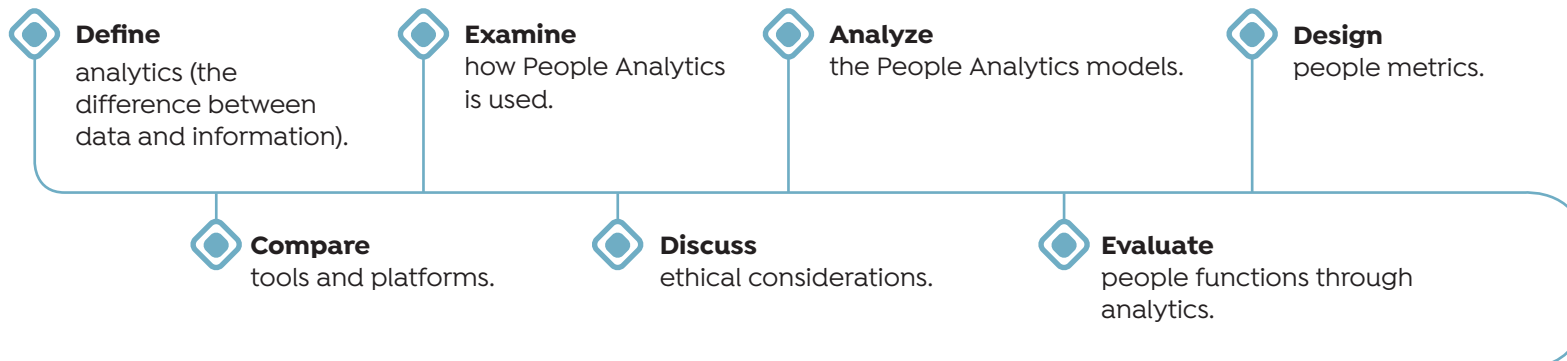 Define
analytics (the
difference between
data and information).
Compare
tools and platforms.
Examine
how People Analytics
is used.
Discuss
ethical considerations.
Analyze
the People Analytics models.
Evaluate
people functions through
analytics.
Design
people metrics.